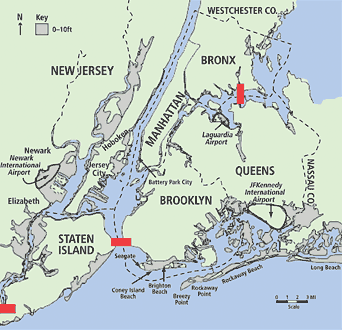 WESTCHESTER CO.
N
Key
0–10ft
BRONX
NEW JERSEY
MANHATTAN
Hoboken
Laguardia
Airport
Newark
Newark
International
Airport
Jersey
City
QUEENS
NASSAU CO.
Battery Park City
JFKennedy
International
Airport
Elizabeth
BROOKLYN
STATEN
ISLAND
Seagate
Coney Island
Beach
Brighton
Beach
Breezy
Point
Rockaway
Point
Rockaway Beach
Long Beach
0 1 2 3 MI
Scale